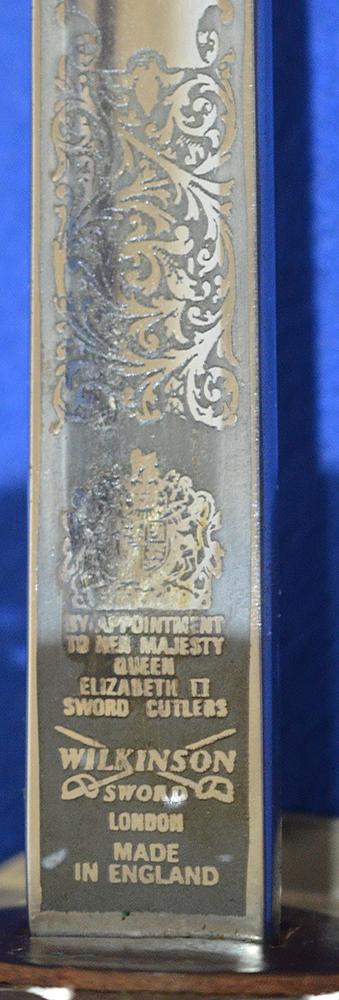 BY APPOINTMENT
TO HER MAJESTY
QUEEN
ELIZABETH II
SWORD CUTLERS
WILKINSON
SWORD
LONDON
MADE
IN ENGLAND